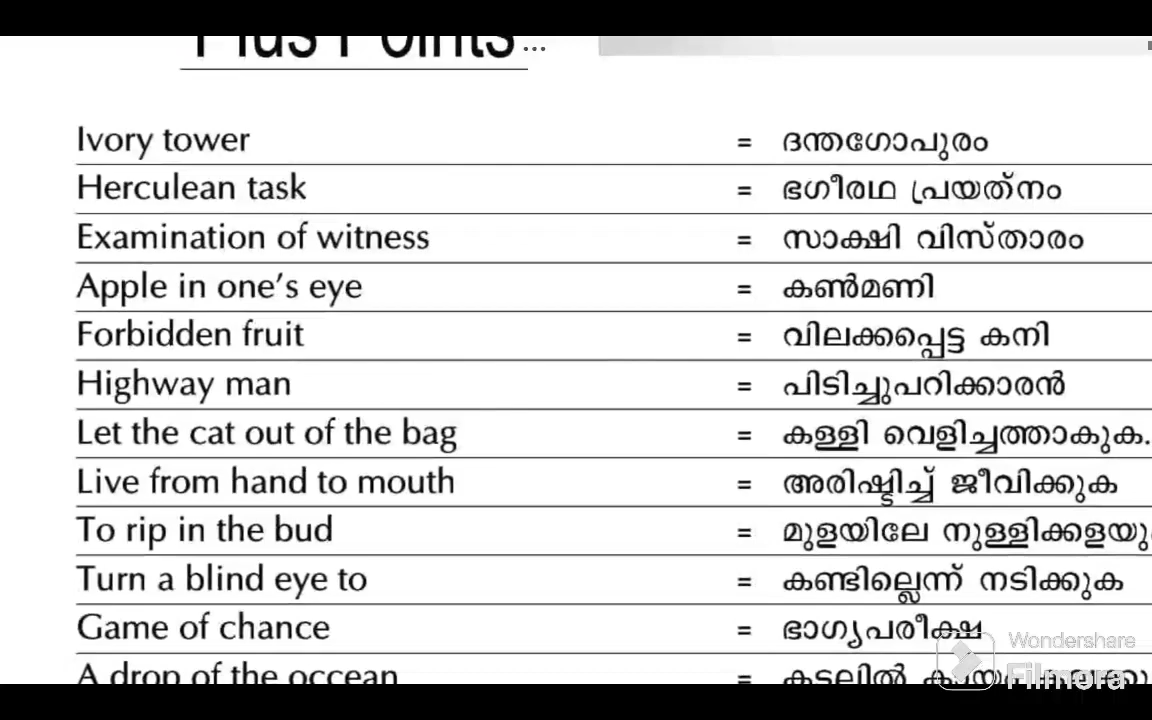 Plus Points...
Ivory tower = ദന്തഗോപുരം
Herculean task = ഭഗീരഥ പ്രയത്നം
Examination of witness = സാക്ഷി വിസ്താരം
Apple in one's eye = കൺമണി
Forbidden fruit = വിലക്കപ്പെട്ട കനി
Highway man = പിടിച്ചുപറിക്കാരൻ
Let the cat out of the bag = കള്ളി വെളിച്ചത്താകുക.
Live from hand to mouth = അരിഷ്ടിച്ച് ജീവിക്കുക
To rip in the bud = മുളയിലേ നുള്ളിക്കളയു
Turn a blind eye to = കണ്ടില്ലെന്ന് നടിക്കുക
Game of chance = ഭാഗ്യപരീക്ഷ
A drop of the occean = കടലിൽ
Wondershare
Filmora